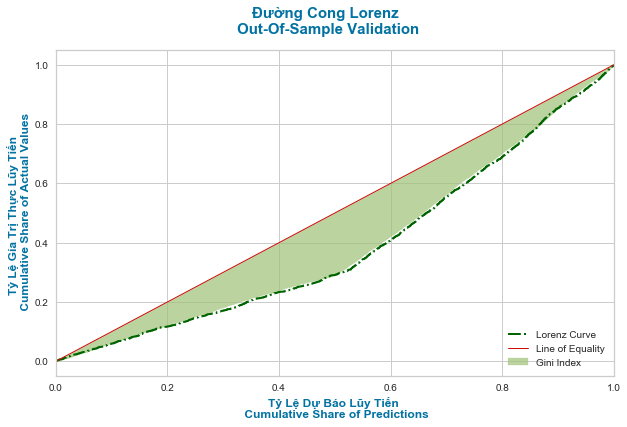 Đường Cong Lorenz
Out-Of-Sample Validation
Tỷ Lệ Gía Trị Thực Lũy Tiến
Cumulative Share of Actual Values
1.0
0.8
0.6
0.4
0.2
0.0
0.0 0.2 0.4 0.6 0.8 1.0
Lorenz Curve
Line of Equality
Gini Index
Tỷ Lệ Dự Báo Lũy Tiến
Cumulative Share of Predictions